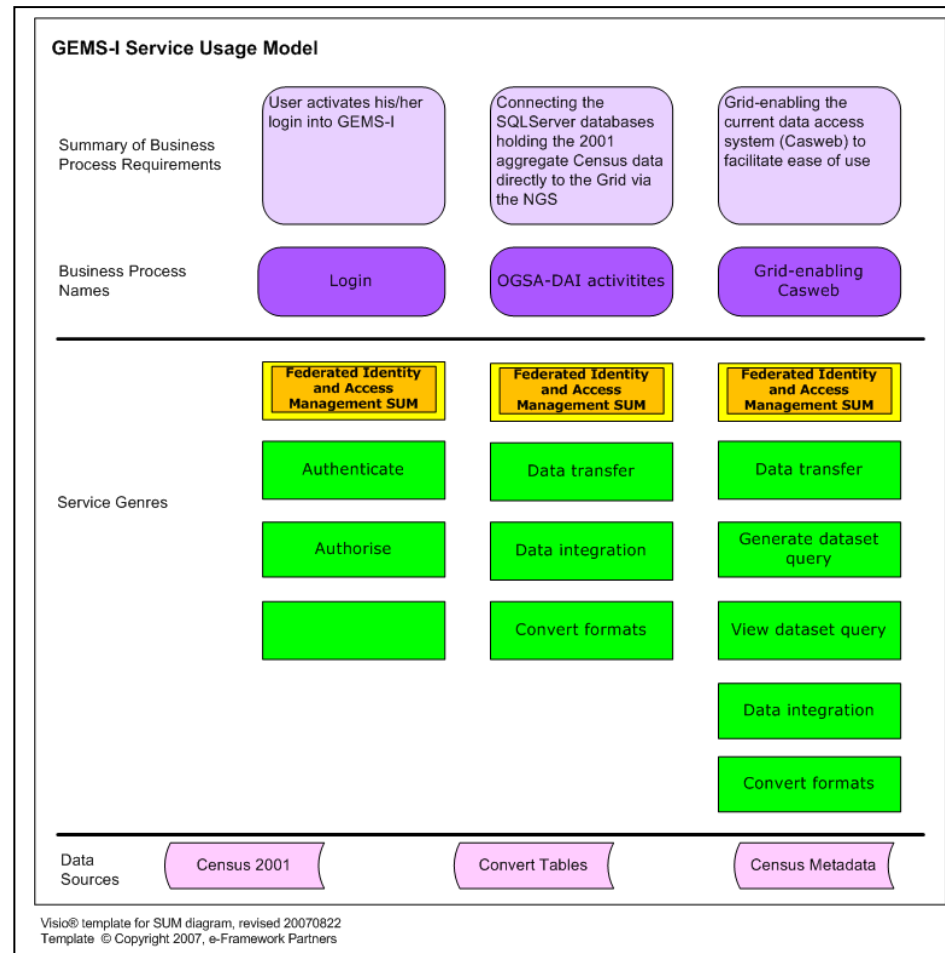 GEMS-I Service Usage Model
Summary of Business
Process Requirements
User activates his/her
login into GEMS-I
Connecting the
SQLServer databases
holding the 2001
aggregate Census data
directly to the Grid via
the NGS
Grid-enabling the
current data access
system (Casweb) to
facilitate ease of use
Business Process
Names
Login
OGSA-DAI activitites
Grid-enabling
Casweb
Federated Identity
and Access
Management SUM
Federated Identity
and Access
Management SUM
Federated Identity
and Access
Management SUM
Service Genres
Authenticate
Data transfer
Data transfer
Authorise
Data integration
Generate dataset
query
Convert formats
View dataset query
Data integration
Convert formats
Data
Sources
Census 2001
Convert Tables
Census Metadata
Visio® template for SUM diagram, revised 20070822
Template © Copyright 2007, e-Framework Partners